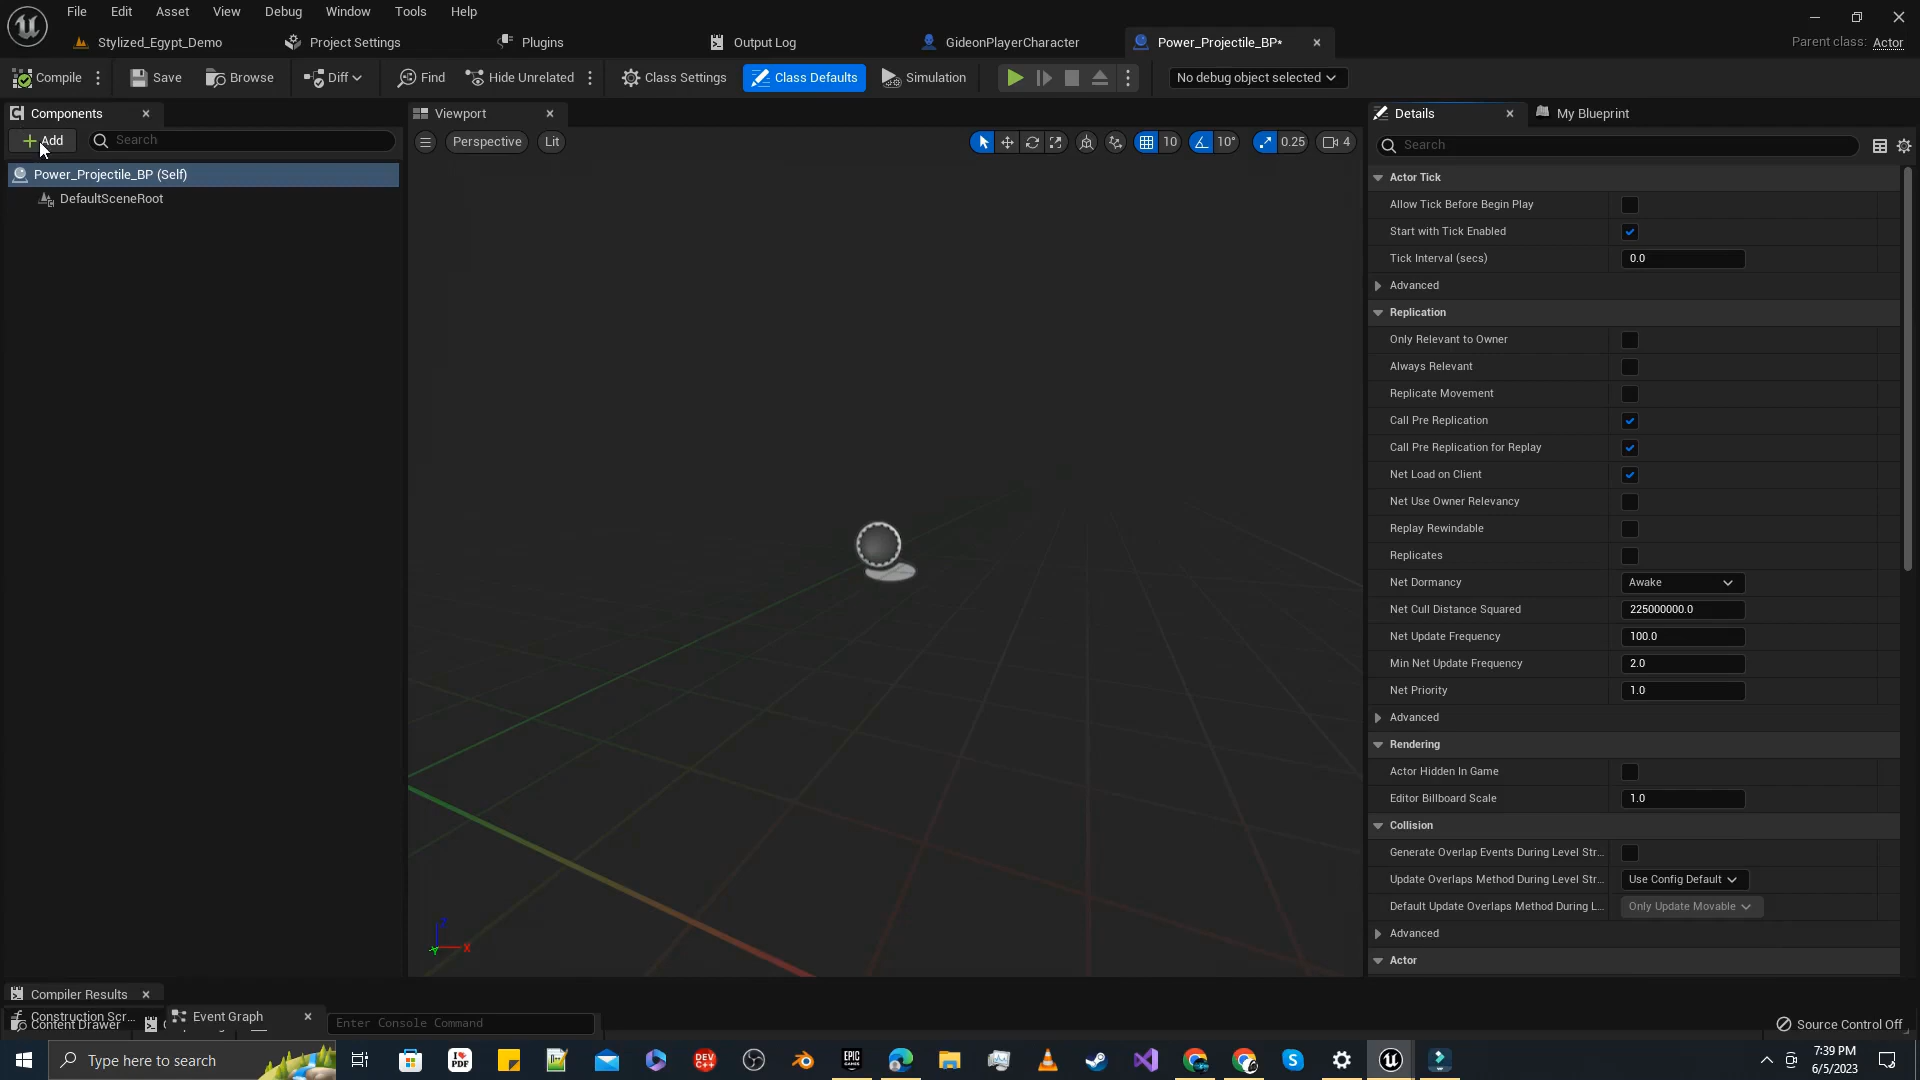 File Edit Asset View Debug Window Tools Help
Stylized_Egypt_Demo Project Settings Plugins Output Log GideonPlayerCharacter Power_Projectile_BP* Parent class: Actor
Compile Save Browse Diff Find Hide Unrelated Class Settings Class Defaults Simulation No debug object selected
Components Viewport Details My Blueprint
Add Search Perspective Lit 10 10° 0.25 4 Search
Power_Projectile_BP (Self)
DefaultSceneRoot
Actor Tick
Allow Tick Before Begin Play
Start with Tick Enabled
Tick Interval (secs) 0.0
Advanced
Replication
Only Relevant to Owner
Always Relevant
Replicate Movement
Call Pre Replication
Call Pre Replication for Replay
Net Load on Client
Net Use Owner Relevancy
Replay Rewindable
Replicates
Net Dormancy Awake
Net Cull Distance Squared 225000000.0
Net Update Frequency 100.0
Min Net Update Frequency 2.0
Net Priority 1.0
Advanced
Rendering
Actor Hidden In Game
Editor Billboard Scale 1.0
Collision
Generate Overlap Events During Level Str...
Update Overlaps Method During Level Str... Use Config Default
Default Update Overlaps Method During L... Only Update Movable
Advanced
Actor
X
Compiler Results
Construction Scr... Event Graph
Content Drawer Enter Console Command Source Control Off
Type here to search 7:39 PM
6/5/2023